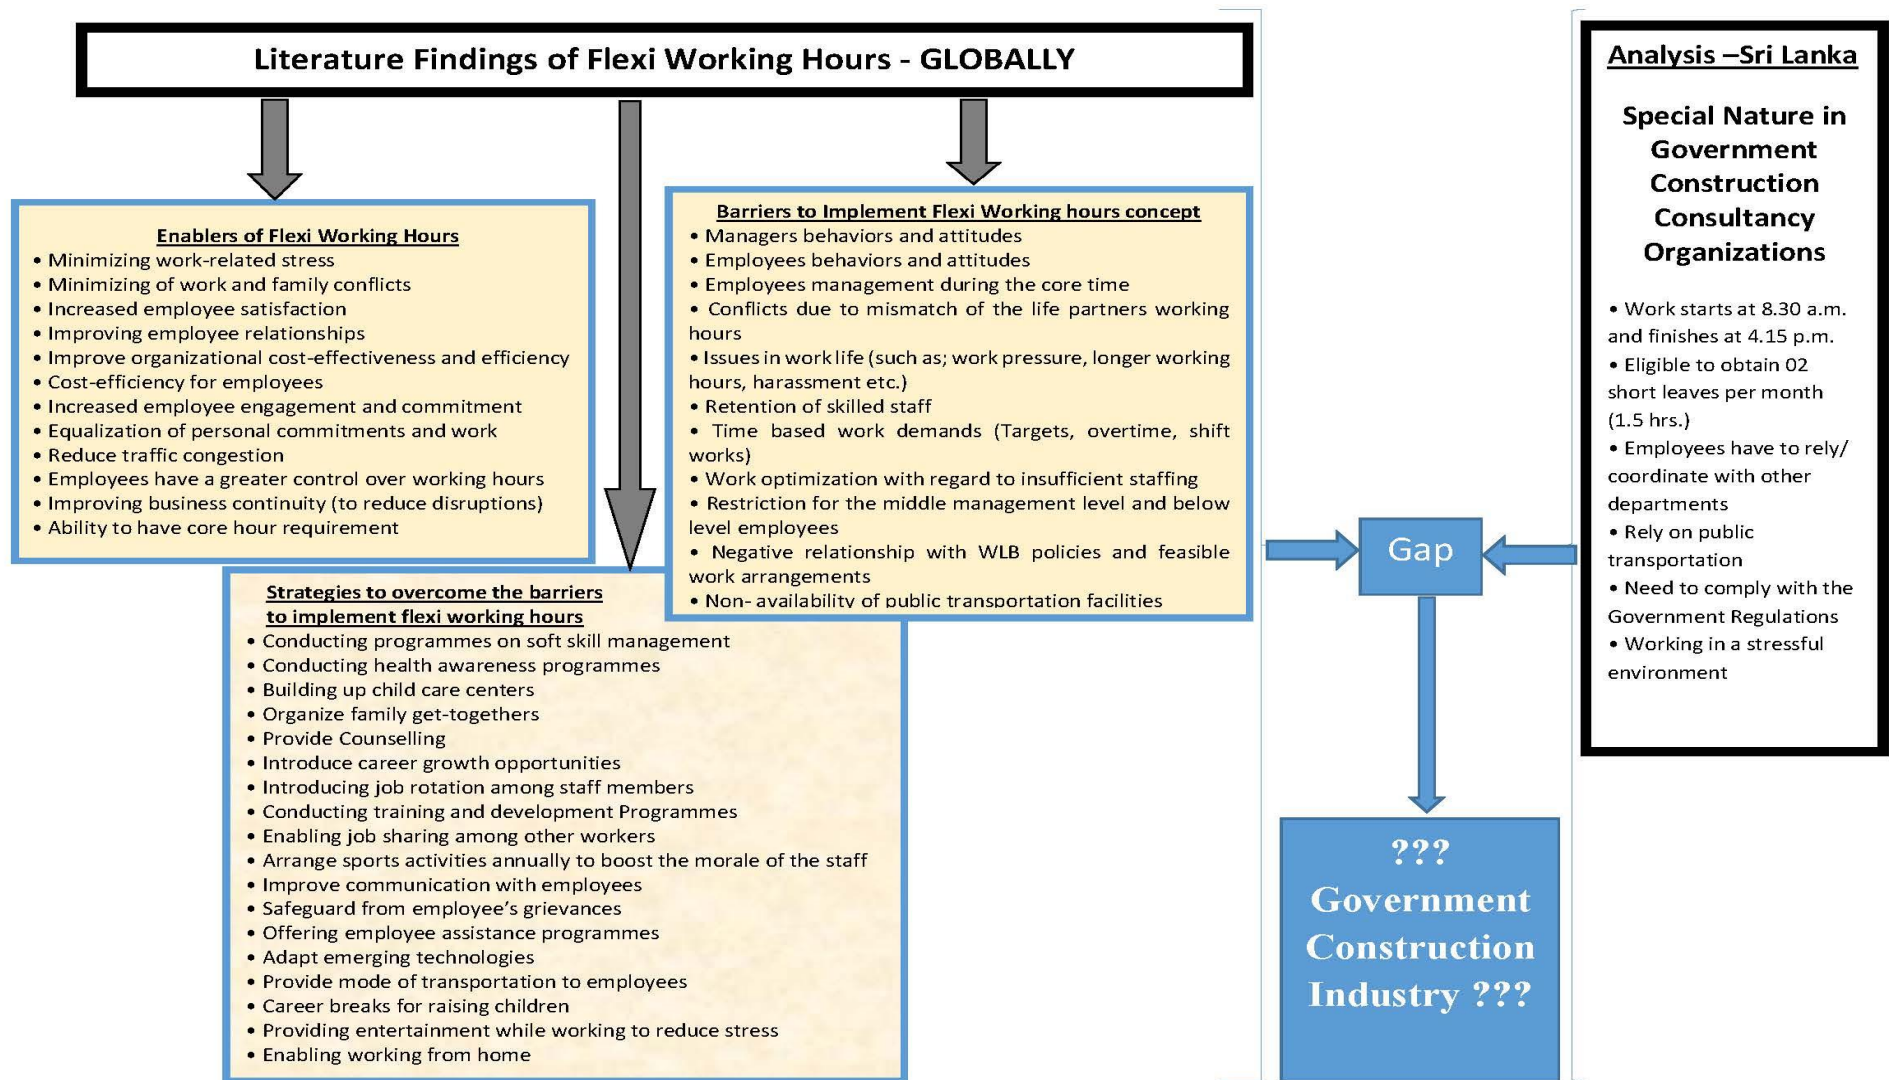 Literature Findings of Flexi Working Hours - GLOBALLY
Enablers of Flexi Working Hours
• Minimizing work-related stress
• Minimizing of work and family conflicts
• Increased employee satisfaction
• Improving employee relationships
• Improve organizational cost-effectiveness and efficiency
• Cost-efficiency for employees
• Increased employee engagement and commitment
• Equalization of personal commitments and work
• Reduce traffic congestion
• Employees have a greater control over working hours
• Improving business continuity (to reduce disruptions)
• Ability to have core hour requirement
Barriers to Implement Flexi Working hours concept
• Managers behaviors and attitudes
• Employees behaviors and attitudes
• Employees management during the core time
• Conflicts due to mismatch of the life partners working
hours
• Issues in work life (such as; work pressure, longer working
hours, harassment etc.)
• Retention of skilled staff
• Time based work demands (Targets, overtime, shift
works)
• Work optimization with regard to insufficient staffing
• Restriction for the middle management level and below
level employees
• Negative relationship with WLB policies and feasible
work arrangements
• Non- availability of public transportation facilities
Strategies to overcome the barriers
to implement flexi working hours
• Conducting programmes on soft skill management
• Conducting health awareness programmes
• Building up child care centers
• Organize family get-togethers
• Provide Counselling
• Introduce career growth opportunities
• Introducing job rotation among staff members
• Conducting training and development Programmes
• Enabling job sharing among other workers
• Arrange sports activities annually to boost the morale of the staff
• Improve communication with employees
• Safeguard from employee's grievances
• Offering employee assistance programmes
• Adapt emerging technologies
• Provide mode of transportation to employees
• Career breaks for raising children
• Providing entertainment while working to reduce stress
• Enabling working from home
Gap
???
Government
Construction
Industry ???
Analysis –Sri Lanka
Special Nature in
Government
Construction
Consultancy
Organizations
• Work starts at 8.30 a.m.
and finishes at 4.15 p.m.
• Eligible to obtain 02
short leaves per month
(1.5 hrs.)
• Employees have to rely/
coordinate with other
departments
• Rely on public
transportation
• Need to comply with the
Government Regulations
• Working in a stressful
environment